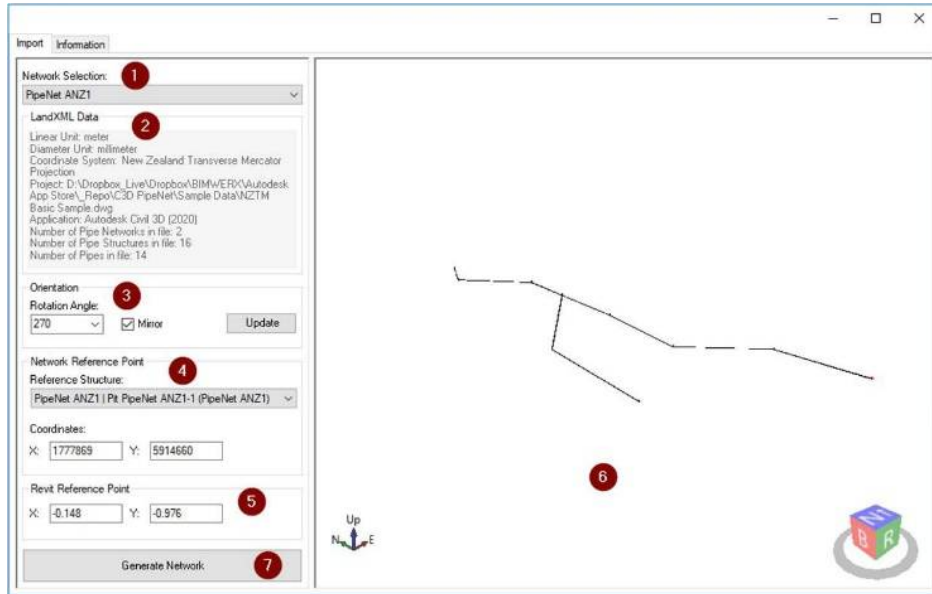 Import Information
Network Selection: 1
PipeNet ANZ1
LandXML Data 2
Linear Unit: meter
Diameter Unit: milimeter
Coordinate System: New Zealand Transverse Mercator
Projection
Project: D:\Dropbox_Live\Dropbox\BIMWERX\Autodesk
App Store\_Repo\C3D PipeNet\Sample Data\NZTM
Basic Sample.dwg
Application: Autodesk Civil 3D (2020)
Number of Pipe Networks in file: 2
Number of Pipe Structures in file: 16
Number of Pipes in file: 14
Orientation
Rotation Angle: 3
270 Mirror Update
Network Reference Point
Reference Structure: 4
PipeNet ANZ1 | Pit PipeNet ANZ1-1 (PipeNet ANZ1)
Coordinates:
X: 1777869 Y: 5914660
Revit Reference Point
X: -0.148 Y: -0.976 5
Generate Network 7
6
Up
N E
B R